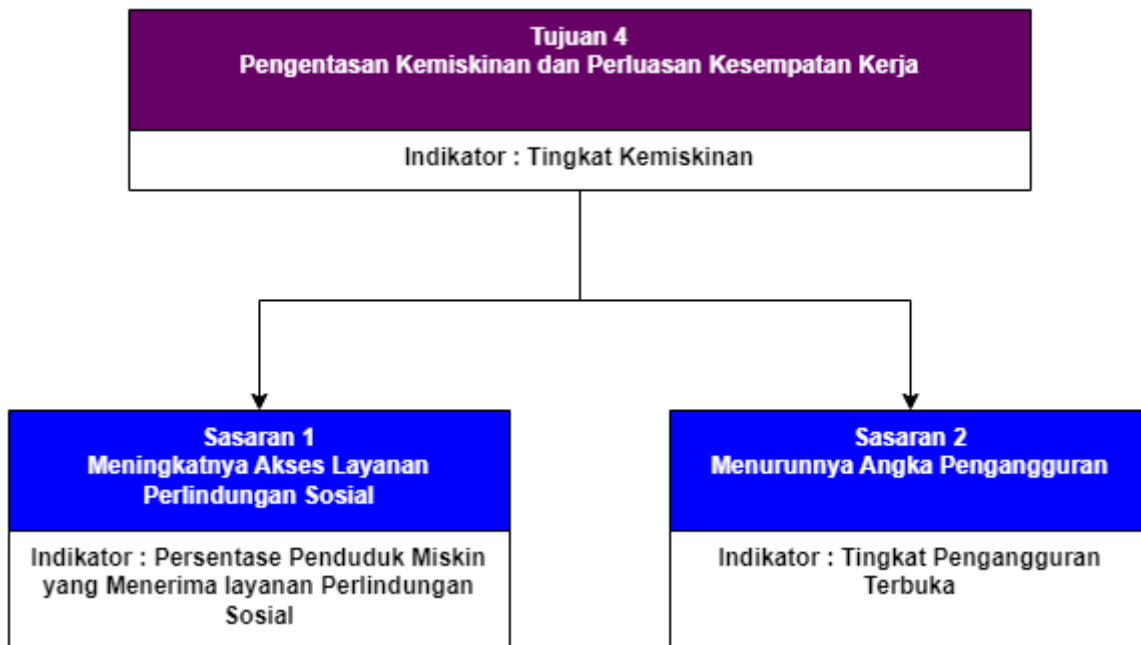 Tujuan 4
Pengentasan Kemiskinan dan Perluasan Kesempatan Kerja
Indikator : Tingkat Kemiskinan
Sasaran 1
Meningkatnya Akses Layanan
Perlindungan Sosial
Indikator : Persentase Penduduk Miskin
yang Menerima layanan Perlindungan
Sosial
Sasaran 2
Menurunnya Angka Pengangguran
Indikator : Tingkat Pengangguran
Terbuka